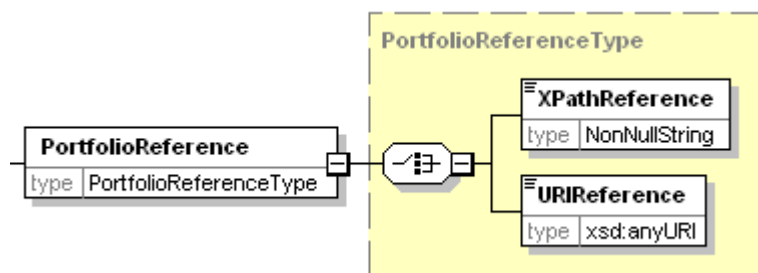 PortfolioReferenceType
XPathReference
type NonNullString
PortfolioReference
type PortfolioReferenceType
URIReference
type xsd:anyURI